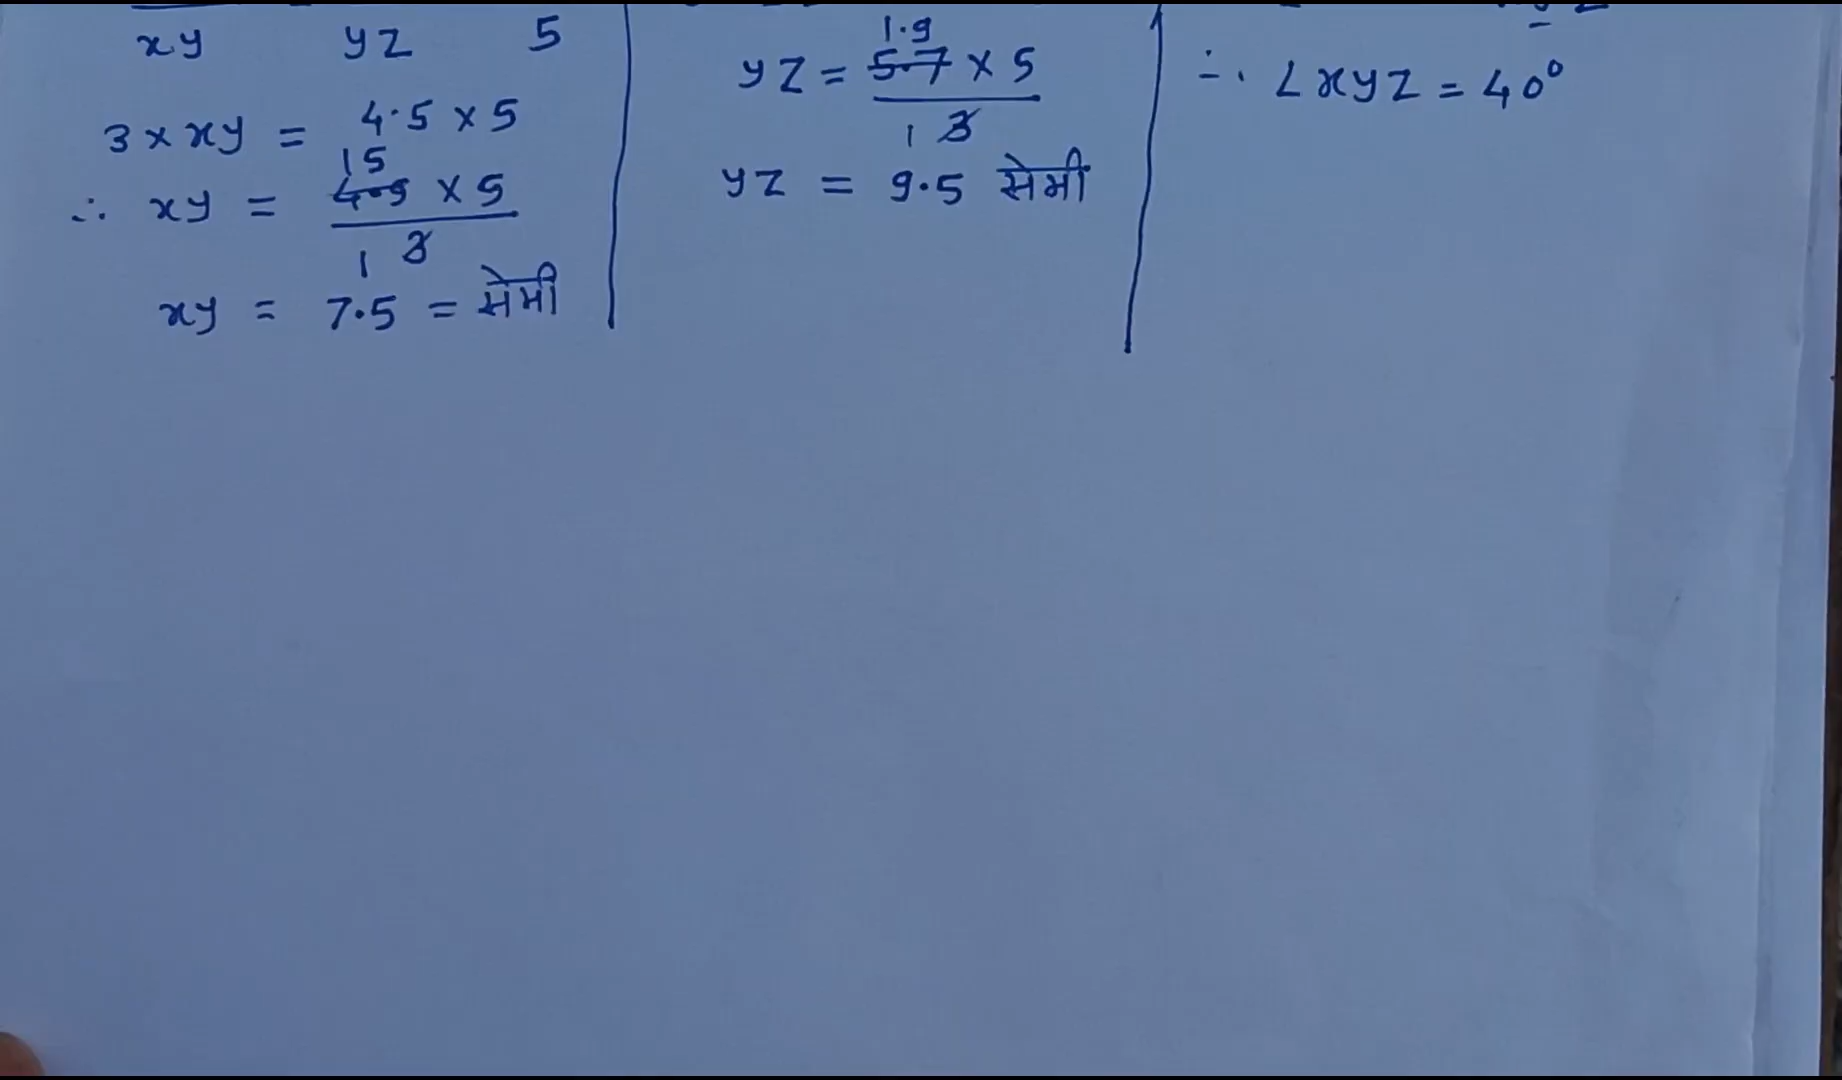 xy yz 5
3 × xy = 4.5 × 5
15
∴ xy = 4.5 × 5
1 3
xy = 7.5 = सेमी
1.9
yz = 5.7 × 5
1 3
yz = 9.5 सेमी
∴ ∠xyz = 40°